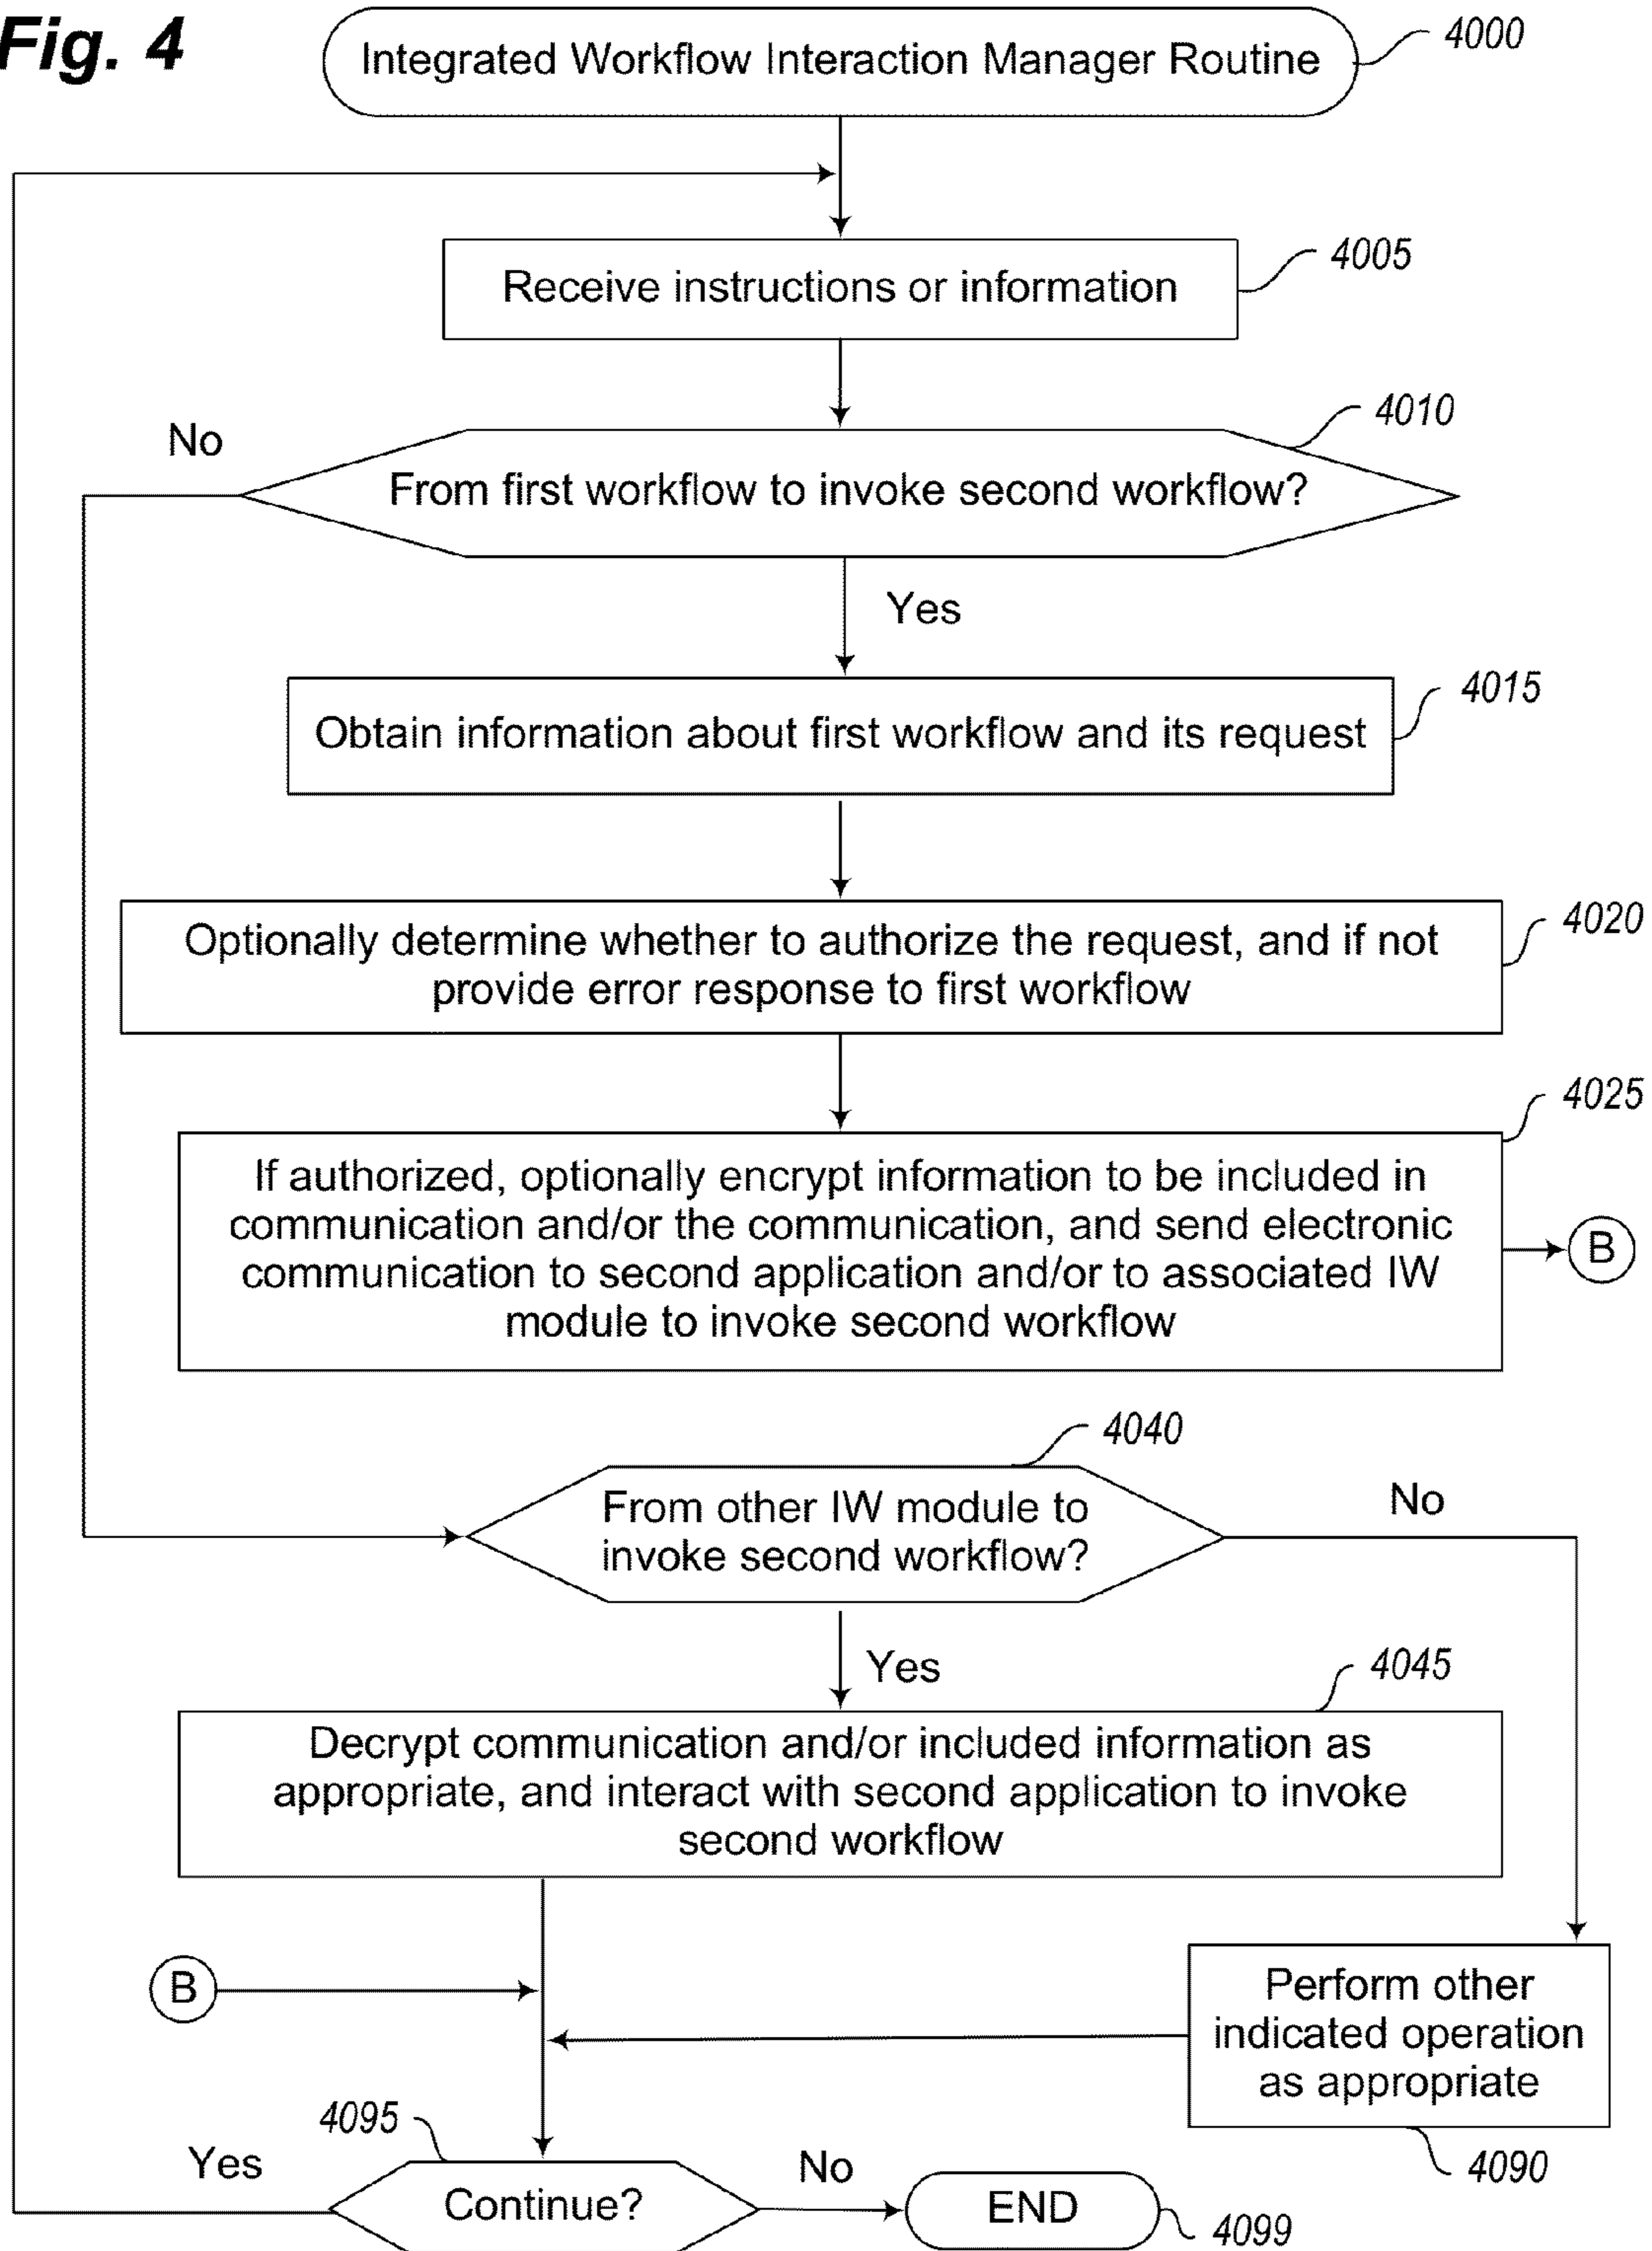 Fig. 4
Integrated Workflow Interaction Manager Routine
4000
Receive instructions or information
4005
4010
No
From first workflow to invoke second workflow?
Yes
Obtain information about first workflow and its request
4015
Optionally determine whether to authorize the request, and if not
provide error response to first workflow
4020
4025
If authorized, optionally encrypt information to be included in
communication and/or the communication, and send electronic
communication to second application and/or to associated IW
module to invoke second workflow
B
4040
From other IW module to
invoke second workflow?
No
Yes
4045
Decrypt communication and/or included information as
appropriate, and interact with second application to invoke
second workflow
B
Perform other
indicated operation
as appropriate
4090
4095
Yes
Continue?
No
END
4099